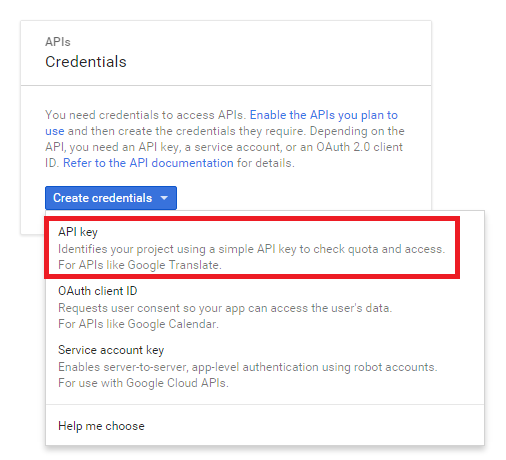 APIs
Credentials
You need credentials to access APIs. Enable the APIs you plan to
use and then create the credentials they require. Depending on the
API, you need an API key, a service account, or an OAuth 2.0 client
ID. Refer to the API documentation for details.
Create credentials
API key
Identifies your project using a simple API key to check quota and access.
For APIs like Google Translate.
OAuth client ID
Requests user consent so your app can access the user's data.
For APIs like Google Calendar.
Service account key
Enables server-to-server, app-level authentication using robot accounts.
For use with Google Cloud APIs.
Help me choose